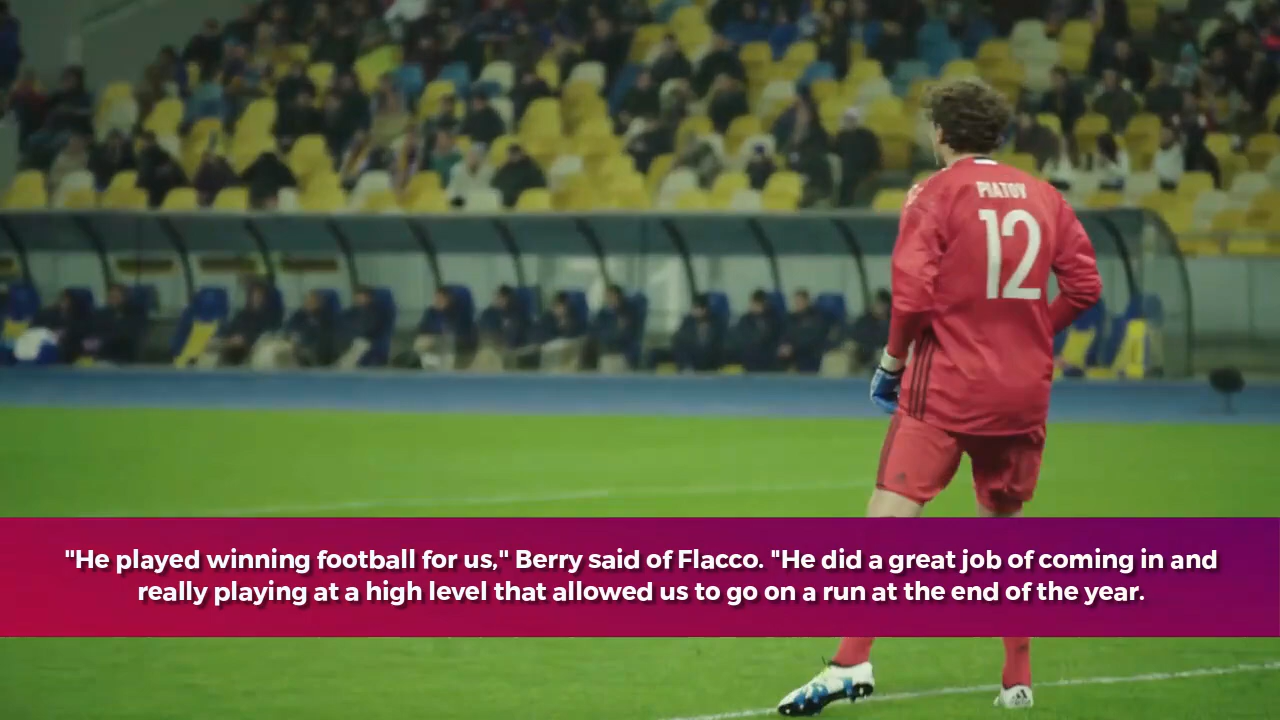 PIATOV
12
"He played winning football for us," Berry said of Flacco. "He did a great job of coming in and
really playing at a high level that allowed us to go on a run at the end of the year.